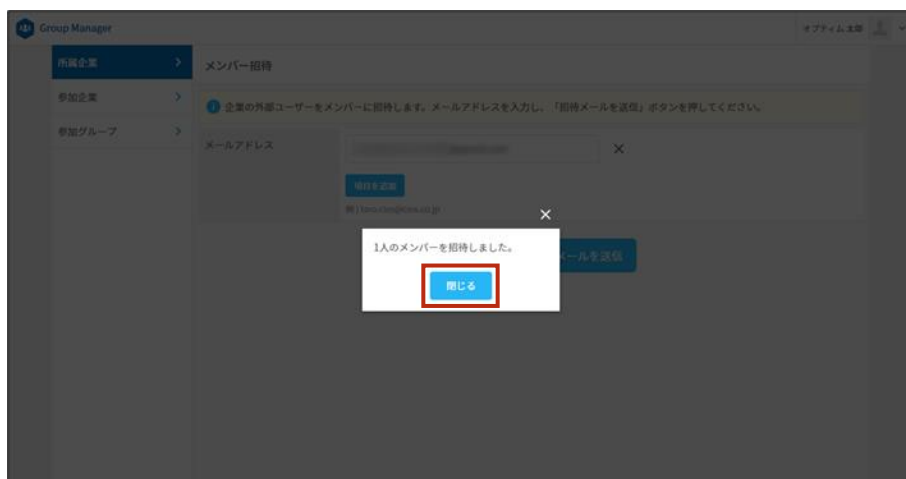 Group Manager
オプティム 太郎
所属企業
参加企業
参加グループ
メンバー招待
企業の外部ユーザーをメンバーに招待します。メールアドレスを入力し、「招待メールを送信」ボタンを押してください。
メールアドレス
項目を追加
1人のメンバーを招待しました。
メールを送信
閉じる